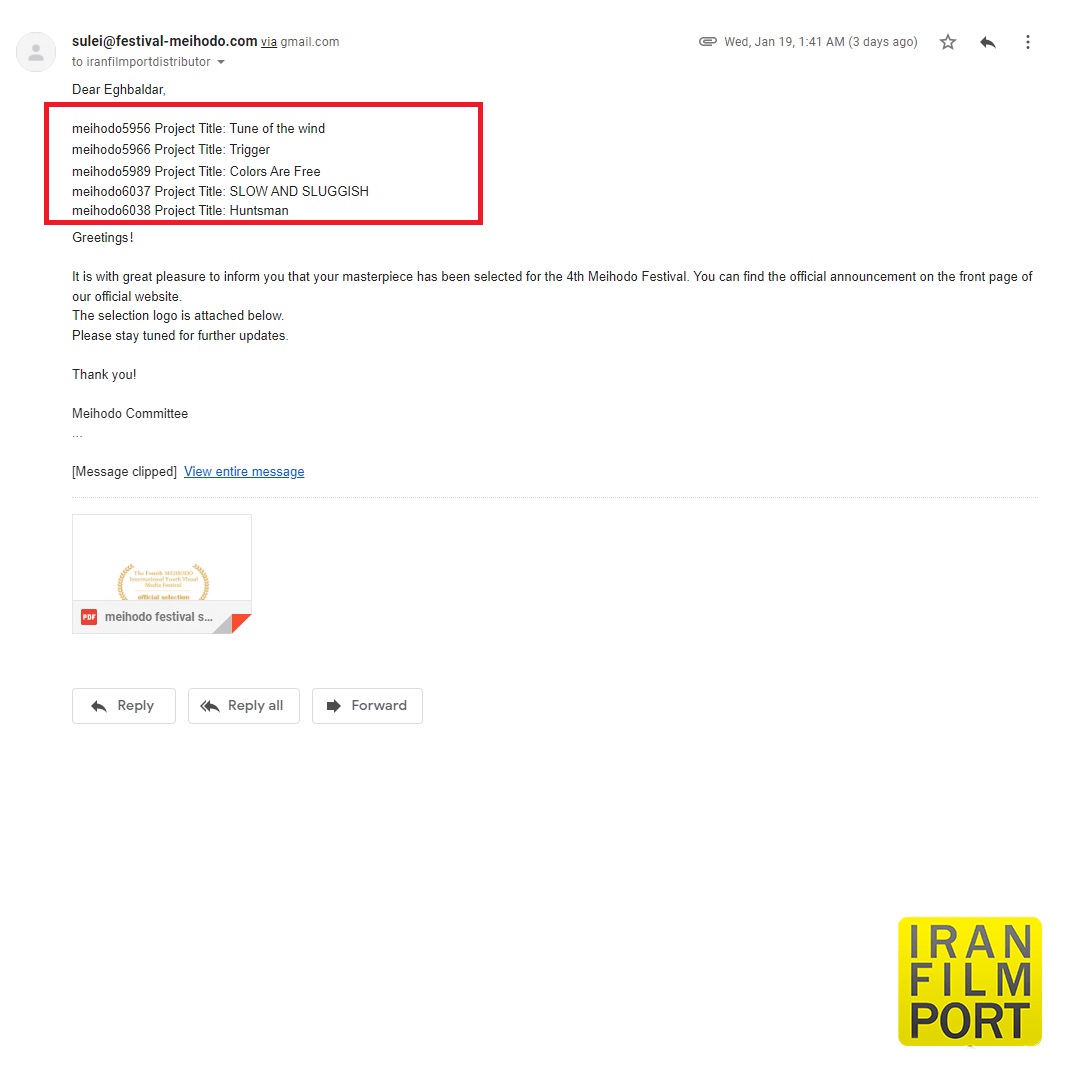 sulei@festival-meihodo.com via gmail.com
Wed, Jan 19, 1:41 AM (3 days ago)
to iranfilmportdistributor
Dear Eghbaldar,
meihodo5956 Project Title: Tune of the wind
meihodo5966 Project Title: Trigger
meihodo5989 Project Title: Colors Are Free
meihodo6037 Project Title: SLOW AND SLUGGISH
meihodo6038 Project Title: Huntsman
Greetings!
It is with great pleasure to inform you that your masterpiece has been selected for the 4th Meihodo Festival. You can find the official announcement on the front page of
our official website.
The selection logo is attached below.
Please stay tuned for further updates.
Thank you!
Meihodo Committee
...
[Message clipped] View entire message
The Fourth MEIHODO
International Youth Visual
Media Festival
official selection
PDF meihodo festival s...
Reply Reply all Forward
IRAN
FILM
PORT